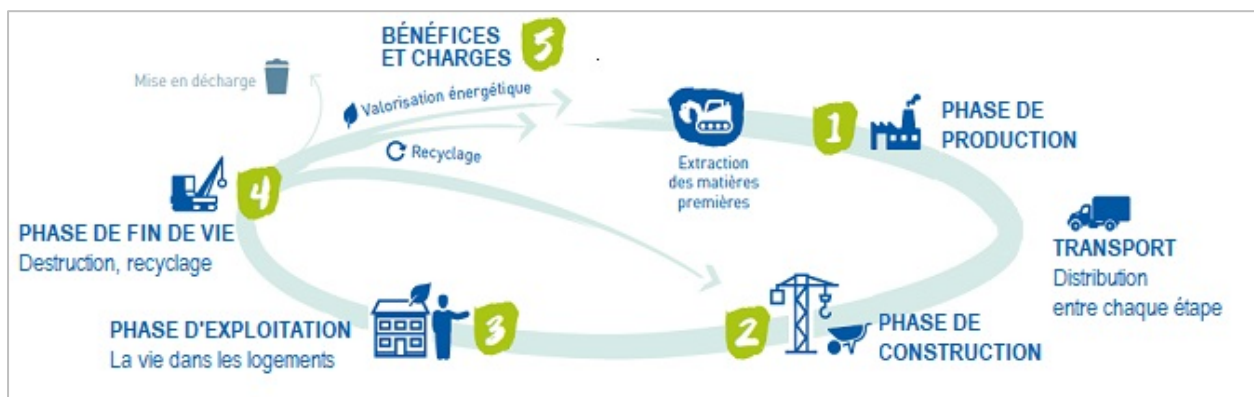 BÉNÉFICES
ET CHARGES
5
Mise en décharge
Valorisation énergétique
Recyclage
Extraction
des matières
premières
1
PHASE DE
PRODUCTION
TRANSPORT
Distribution
entre chaque étape
2
PHASE DE
CONSTRUCTION
3
PHASE D'EXPLOITATION
La vie dans les logements
4
PHASE DE FIN DE VIE
Destruction, recyclage